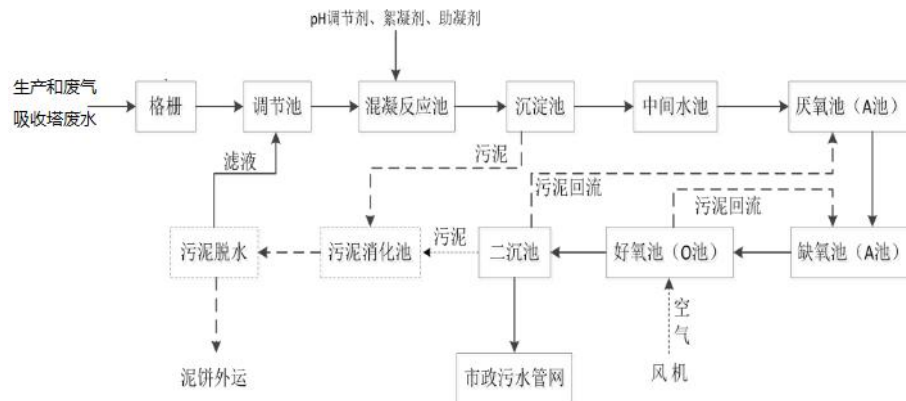 pH调节剂、絮凝剂、助凝剂
生产和废气
吸收塔废水
格栅
调节池
混凝反应池
沉淀池
中间水池
厌氧池（A池）
滤液
污泥
污泥回流
污泥回流
污泥脱水
污泥消化池
污泥
二沉池
好氧池（O池）
缺氧池（A池）
空气
泥饼外运
市政污水管网
风机